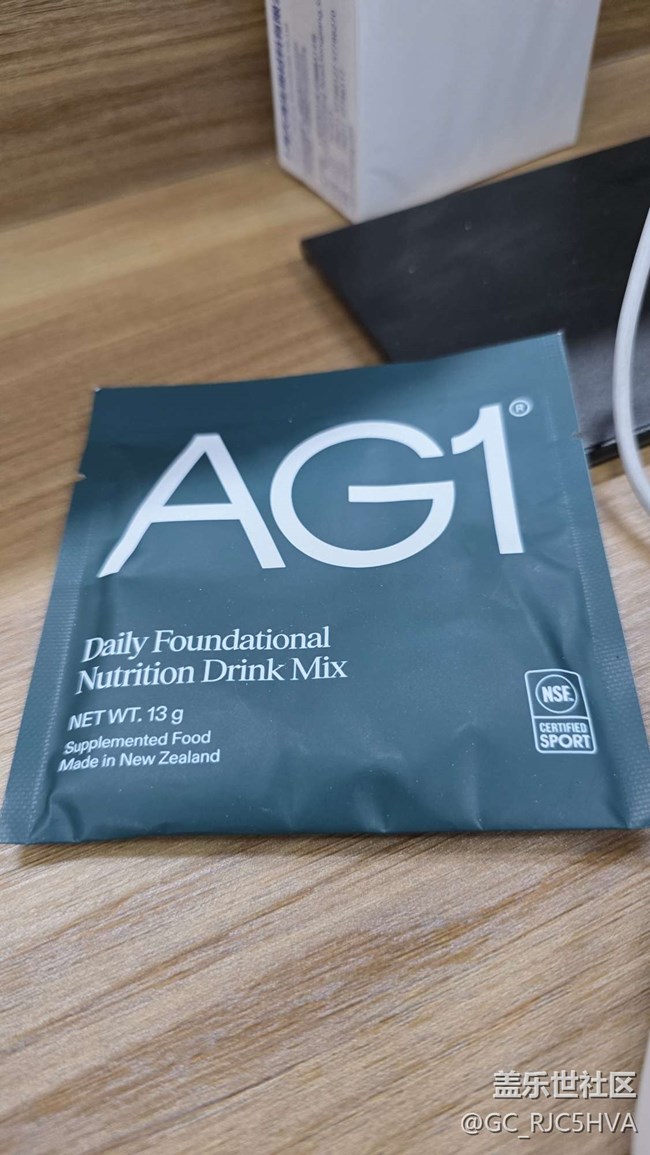 AG1®
Daily Foundational
Nutrition Drink Mix
NET WT. 13 g
Supplemented Food
Made in New Zealand
NSF
CERTIFIED
SPORT
盖乐世社区
@GC_RJC5HVA